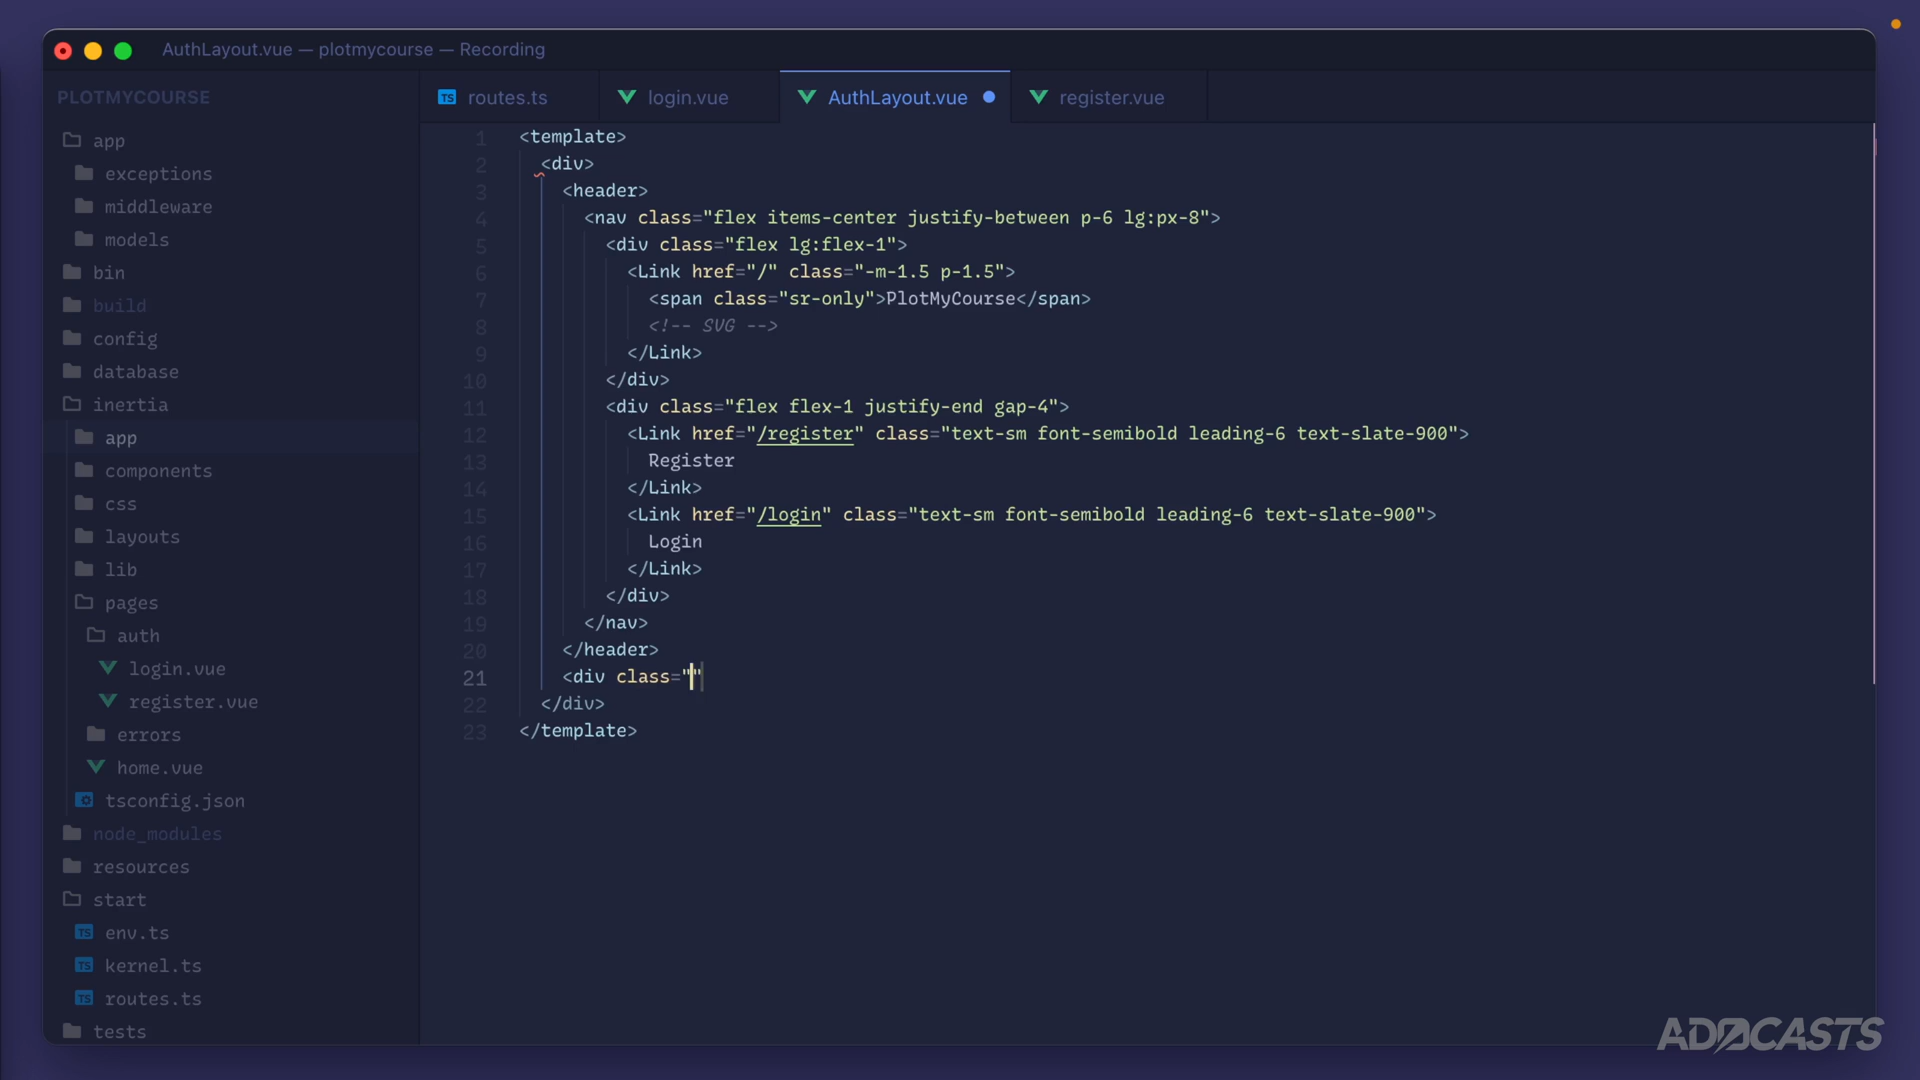 AuthLayout.vue — plotmycourse — Recording
PLOTMYCOURSE
app
exceptions
middleware
models
bin
build
config
database
inertia
app
components
css
layouts
lib
pages
auth
login.vue
register.vue
errors
home.vue
tsconfig.json
node_modules
resources
start
TS env.ts
TS kernel.ts
TS routes.ts
tests
TS routes.ts
login.vue
AuthLayout.vue
register.vue
1 <template>
2 <div>
3 <header>
4 <nav class="flex items-center justify-between p-6 lg:px-8">
5 <div class="flex lg:flex-1">
6 <Link href="/" class="-m-1.5 p-1.5">
7 <span class="sr-only">PlotMyCourse</span>
8 <!-- SVG -->
9 </Link>
10 </div>
11 <div class="flex flex-1 justify-end gap-4">
12 <Link href="/register" class="text-sm font-semibold leading-6 text-slate-900">
13 Register
14 </Link>
15 <Link href="/login" class="text-sm font-semibold leading-6 text-slate-900">
16 Login
17 </Link>
18 </div>
19 </nav>
20 </header>
21 <div class=""
22 </div>
23 </template>
ADOCASTS